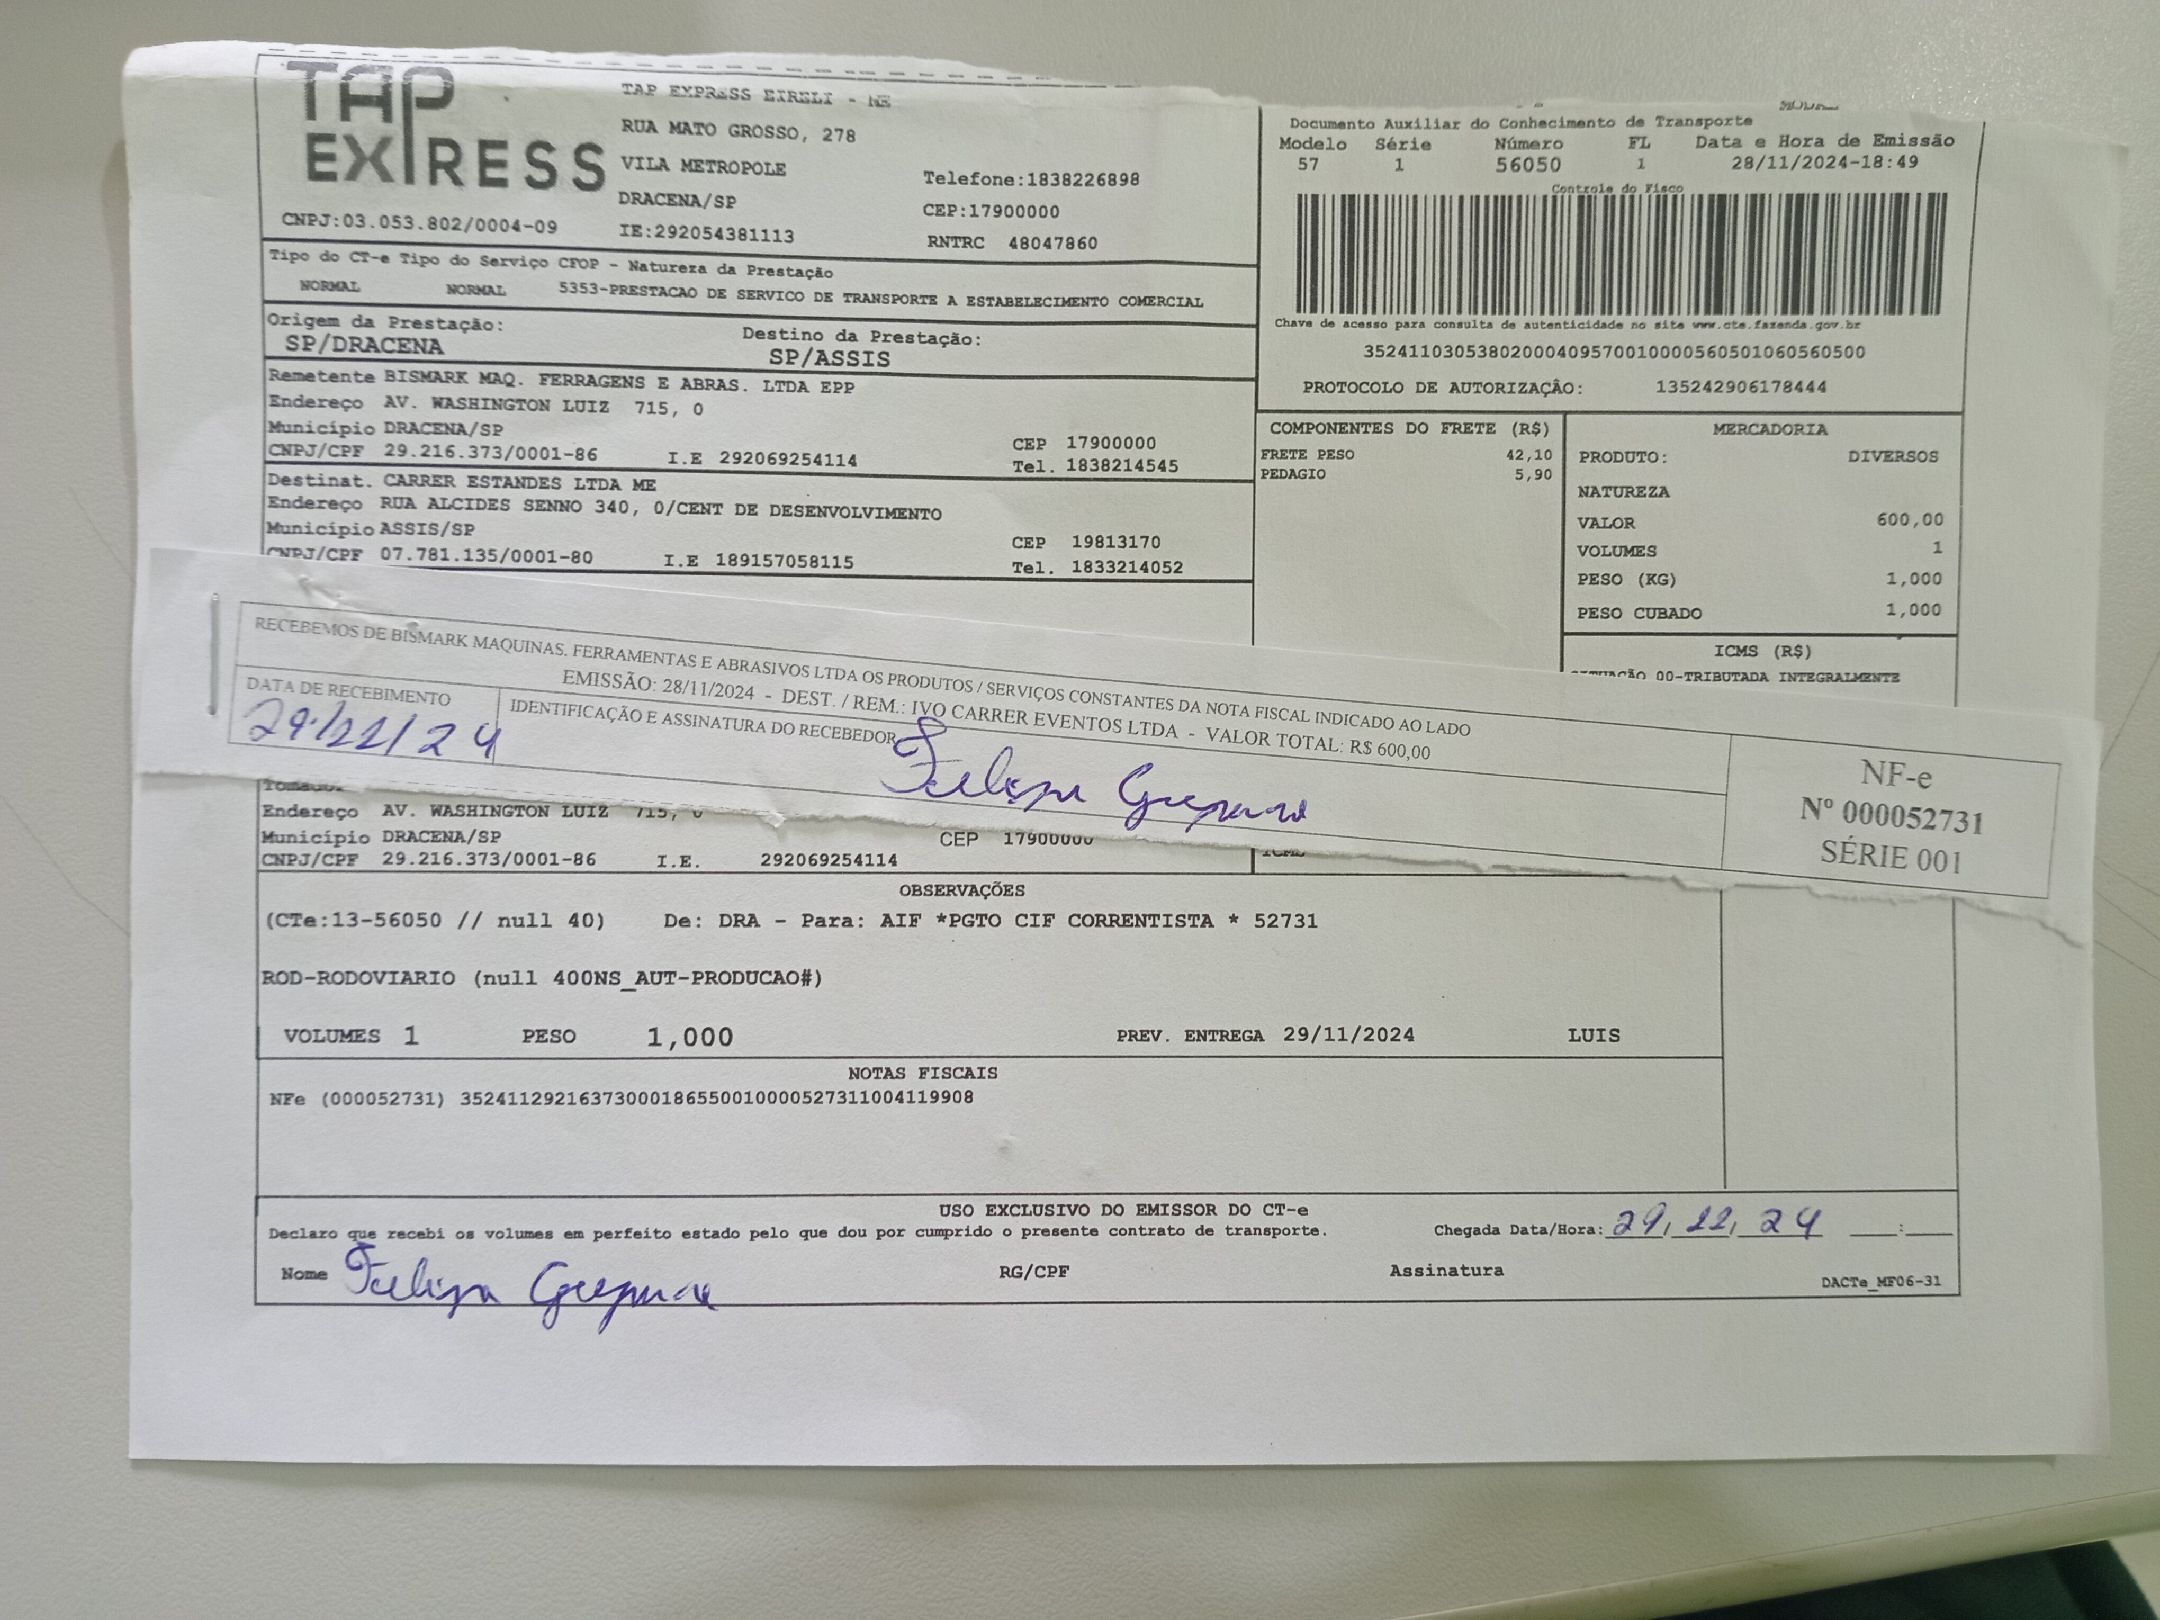 TAP
EXPRESS
TAP EXPRESS EIRELI - ME
RUA MATO GROSSO, 278
VILA METROPOLE
DRACENA/SP
IE:292054381113
Telefone:1838226898
CEP:17900000
RNTRC 48047860
CNPJ:03.053.802/0004-09
Documento Auxiliar do Conhecimento de Transporte
Modelo Série Número FL Data e Hora de Emissão
57 1 56050 1 28/11/2024-18:49
Controle do Fisco
Chave de acesso para consulta de autenticidade no site www.cte.fazenda.gov.br
35241103053802000409570010000560501060560500
PROTOCOLO DE AUTORIZAÇÃO: 135242906178444
Tipo do CT-e Tipo do Serviço CFOP - Natureza da Prestação
NORMAL NORMAL 5353-PRESTACAO DE SERVICO DE TRANSPORTE A ESTABELECIMENTO COMERCIAL
Origem da Prestação: Destino da Prestação:
SP/DRACENA SP/ASSIS
Remetente BISMARK MAQ. FERRAGENS E ABRAS. LTDA EPP
Endereço AV. WASHINGTON LUIZ 715, 0
Município DRACENA/SP CEP 17900000
CNPJ/CPF 29.216.373/0001-86 I.E 292069254114 Tel. 1838214545
Destinat. CARRER ESTANDES LTDA ME
Endereço RUA ALCIDES SENNO 340, 0/CENT DE DESENVOLVIMENTO
Município ASSIS/SP CEP 19813170
CNPJ/CPF 07.781.135/0001-80 I.E 189157058115 Tel. 1833214052
COMPONENTES DO FRETE (R$)
FRETE PESO 42,10
PEDAGIO 5,90
MERCADORIA
PRODUTO: DIVERSOS
NATUREZA
VALOR 600,00
VOLUMES 1
PESO (KG) 1,000
PESO CUBADO 1,000
ICMS (R$)
00-TRIBUTADA INTEGRALMENTE
RECEBEMOS DE BISMARK MAQUINAS. FERRAMENTAS E ABRASIVOS LTDA OS PRODUTOS / SERVIÇOS CONSTANTES DA NOTA FISCAL INDICADO AO LADO
EMISSÃO: 28/11/2024 - DEST. / REM.: IVO CARRER EVENTOS LTDA - VALOR TOTAL: R$ 600,00
DATA DE RECEBIMENTO
IDENTIFICAÇÃO E ASSINATURA DO RECEBEDOR
NF-e
Nº 000052731
SÉRIE 001
Endereço AV. WASHINGTON LUIZ 715, 0
Município DRACENA/SP CEP 17900000
CNPJ/CPF 29.216.373/0001-86 I.E. 292069254114
OBSERVAÇÕES
(CTe:13-56050 // null 40) De: DRA - Para: AIF *PGTO CIF CORRENTISTA * 52731
ROD-RODOVIARIO (null 400NS_AUT-PRODUCAO#)
VOLUMES 1 PESO 1,000 PREV. ENTREGA 29/11/2024 LUIS
NOTAS FISCAIS
NFe (000052731) 35241129216373000186550010000527311004119908
USO EXCLUSIVO DO EMISSOR DO CT-e
Declaro que recebi os volumes em perfeito estado pelo que dou por cumprido o presente contrato de transporte. Chegada Data/Hora:
Nome RG/CPF Assinatura
DACTe_MF06-31